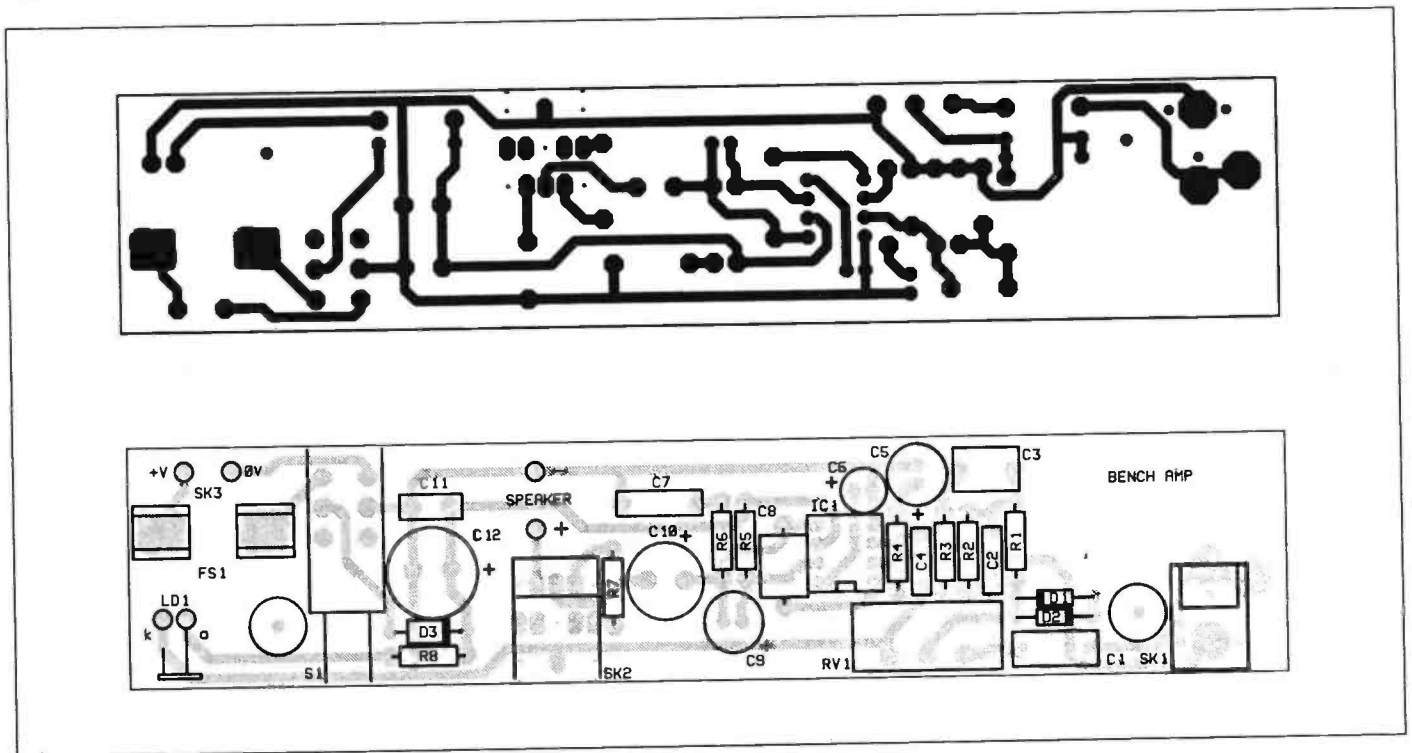 +V
0V
SK3
FS1
LD1
k
a
S1
C11
C12
+
D3
R8
-
SPEAKER
+
SK2
R7
C7
C10
+
R6
R5
C8
C9
+
IC1
C6
+
C5
+
C3
R4
C4
R3
R2
C2
R1
RV1
BENCH AMP
D1
k
D2
C1
SK1